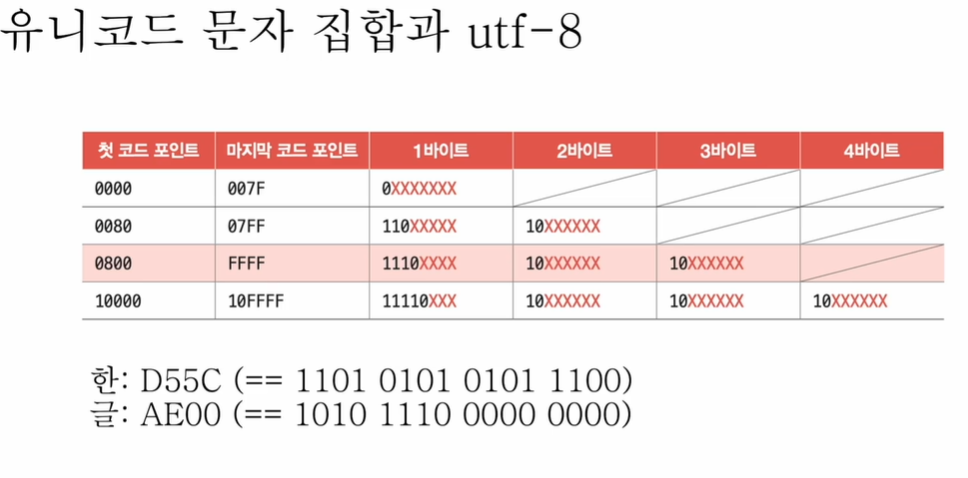 유니코드 문자 집합과 utf-8
첫 코드 포인트 마지막 코드 포인트 1바이트 2바이트 3바이트 4바이트
0000 007F 0XXXXXXX
0080 07FF 110XXXXX 10XXXXXX
0800 FFFF 1110XXXX 10XXXXXX 10XXXXXX
10000 10FFFF 11110XXX 10XXXXXX 10XXXXXX 10XXXXXX
한: D55C (== 1101 0101 0101 1100)
글: AE00 (== 1010 1110 0000 0000)